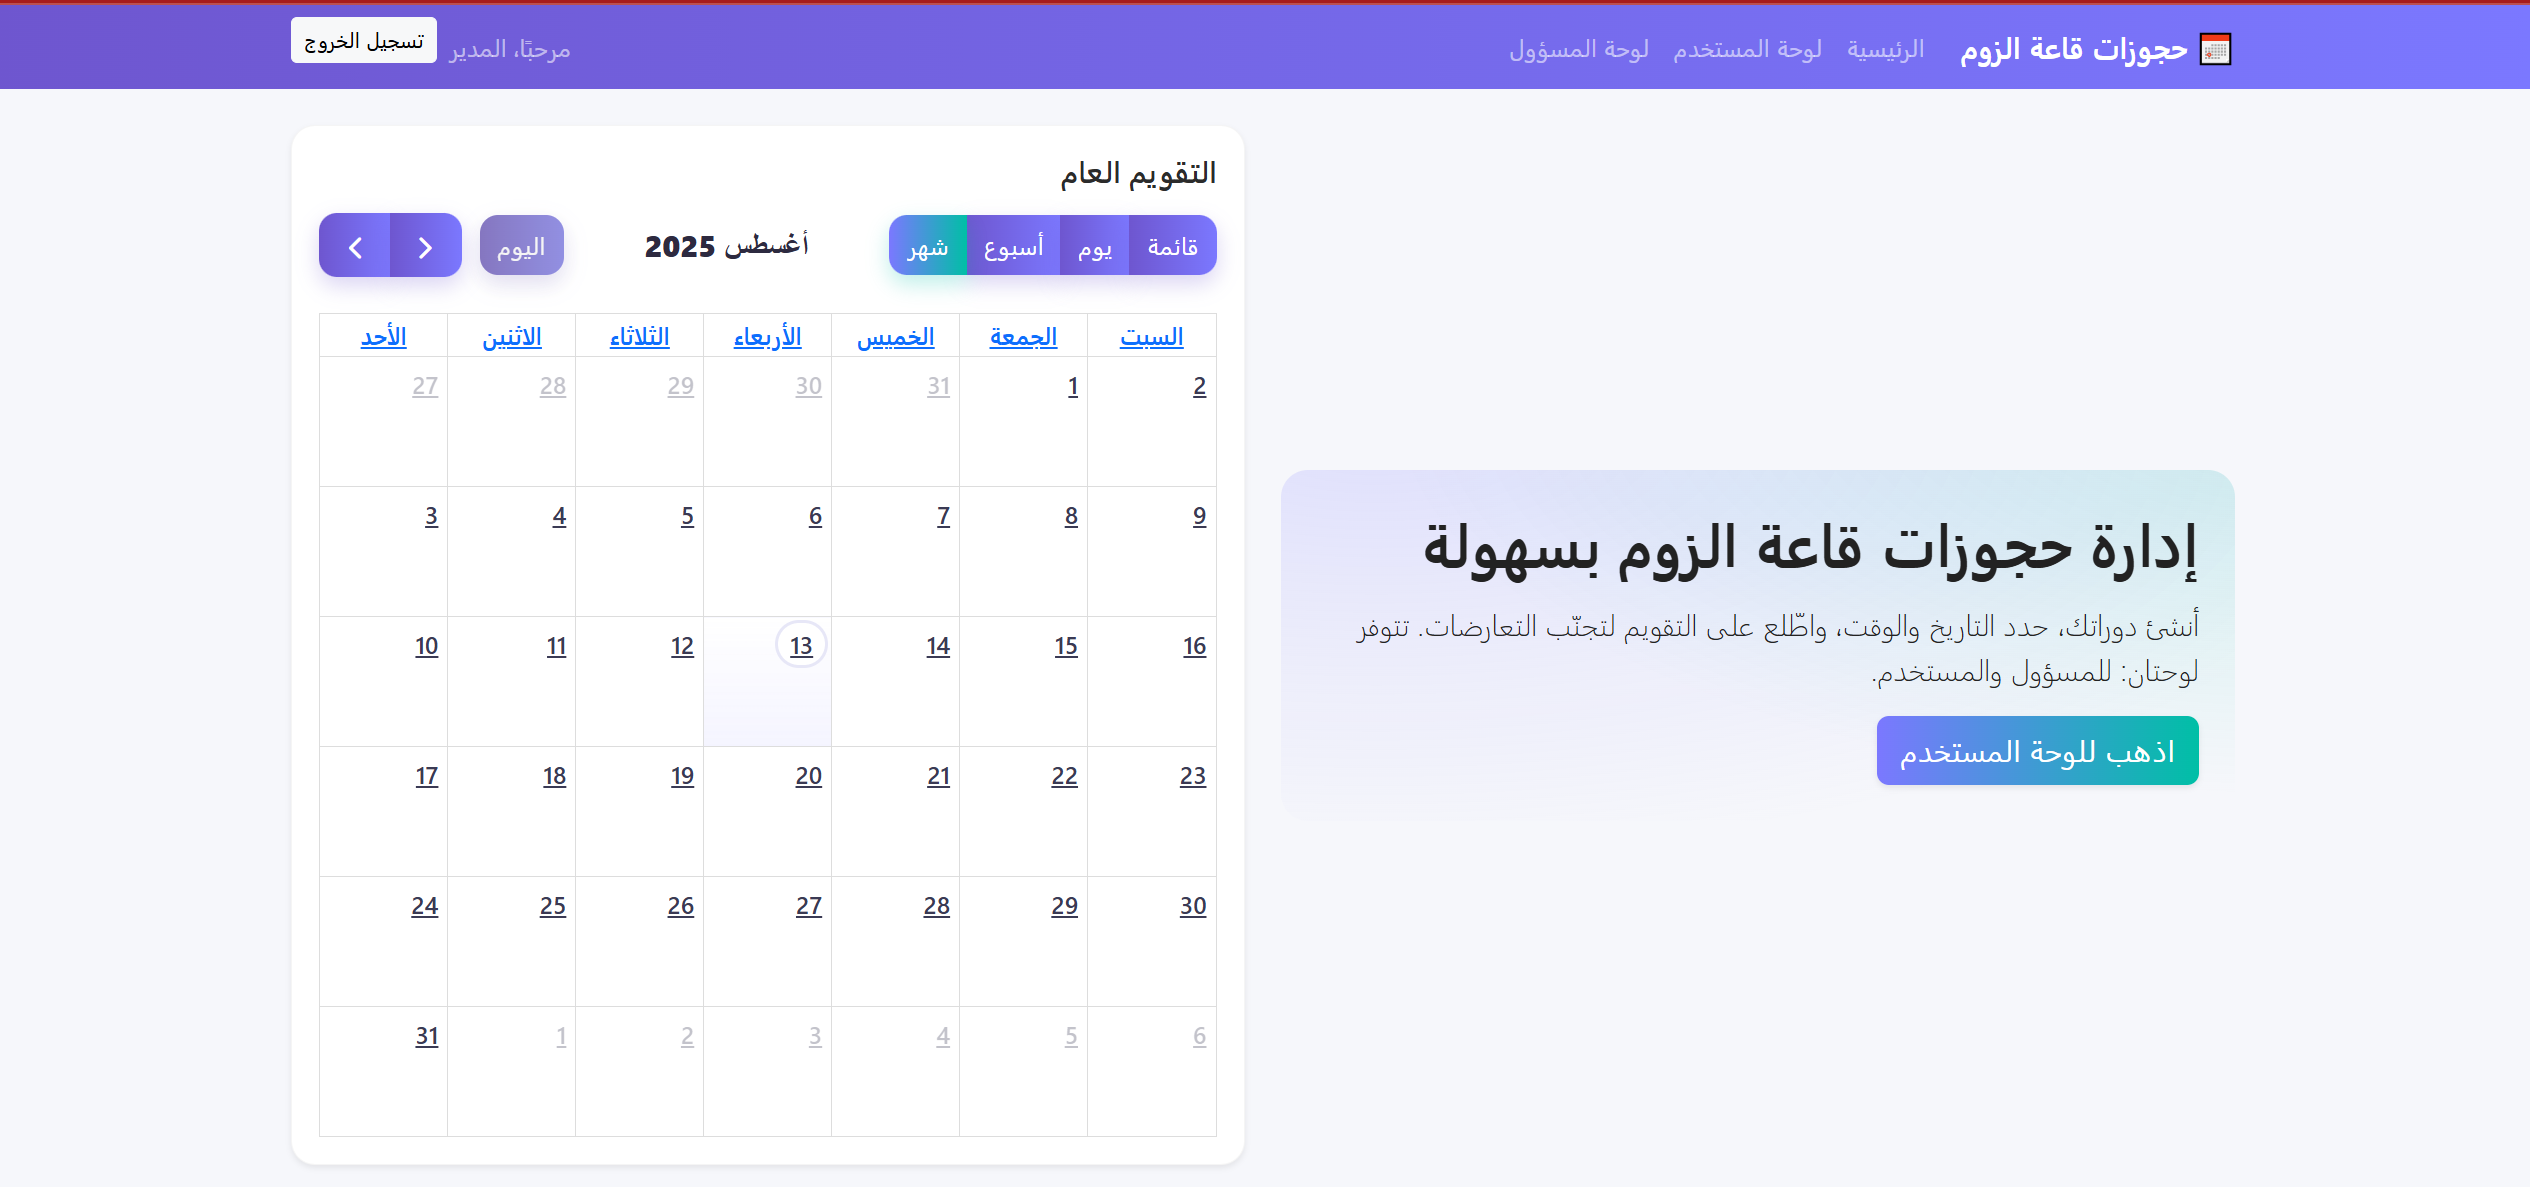 حجوزات قاعة الزوم
الرئيسية
لوحة المستخدم
لوحة المسؤول
مرحبًا، المدير
تسجيل الخروج
إدارة حجوزات قاعة الزوم بسهولة
أنشئ دوراتك، حدد التاريخ والوقت، واطّلع على التقويم لتجنّب التعارضات. تتوفر
لوحتان: للمسؤول والمستخدم.
اذهب للوحة المستخدم
التقويم العام
قائمة يوم أسبوع شهر
أغسطس 2025
اليوم
الأحد الاثنين الثلاثاء الأربعاء الخميس الجمعة السبت
27 28 29 30 31 1 2
3 4 5 6 7 8 9
10 11 12 13 14 15 16
17 18 19 20 21 22 23
24 25 26 27 28 29 30
31 1 2 3 4 5 6